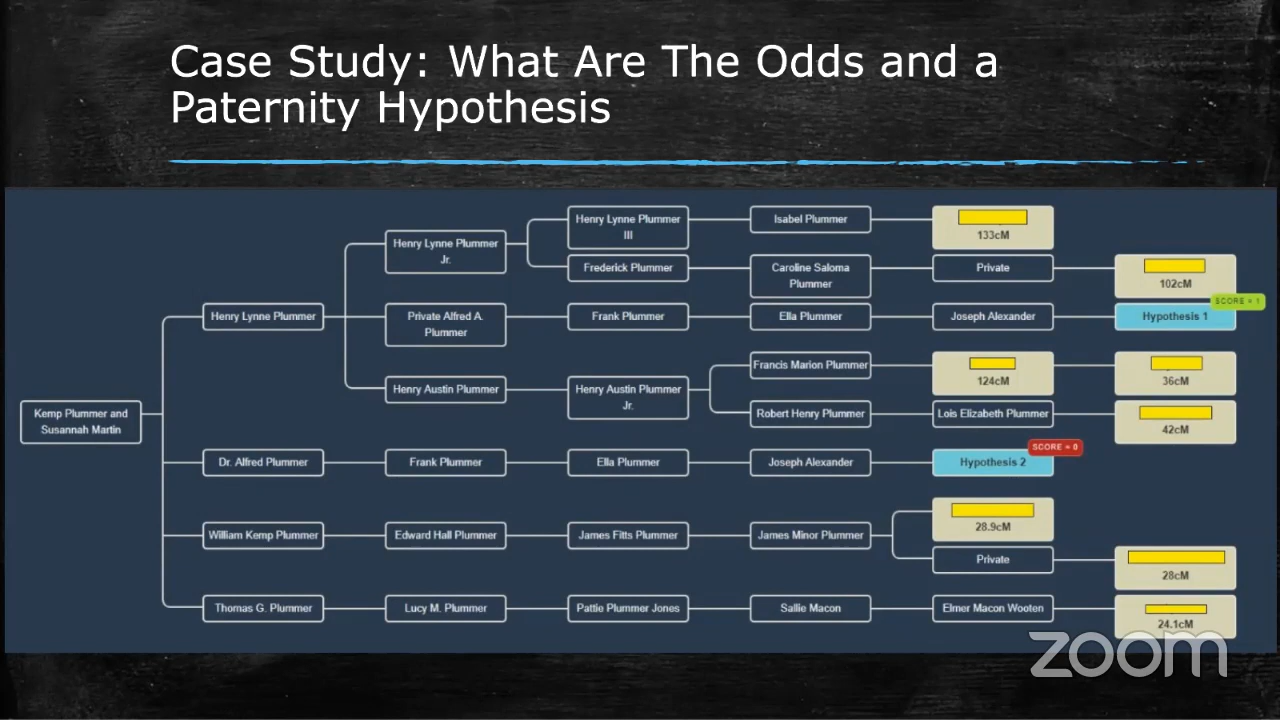 Case Study: What Are The Odds and a
Paternity Hypothesis
Henry Lynne Plummer
III
Isabel Plummer
133cM
Henry Lynne Plummer
Jr.
Frederick Plummer
Caroline Saloma
Plummer
Private
102cM
SCORE = 1
Henry Lynne Plummer
Private Alfred A.
Plummer
Frank Plummer
Ella Plummer
Joseph Alexander
Hypothesis 1
Francis Marion Plummer
124cM
36cM
Henry Austin Plummer
Henry Austin Plummer
Jr.
Kemp Plummer and
Susannah Martin
Robert Henry Plummer
Lois Elizabeth Plummer
42cM
SCORE = 0
Dr. Alfred Plummer
Frank Plummer
Ella Plummer
Joseph Alexander
Hypothesis 2
28.9cM
William Kemp Plummer
Edward Hall Plummer
James Fitts Plummer
James Minor Plummer
Private
28cM
Thomas G. Plummer
Lucy M. Plummer
Pattie Plummer Jones
Sallie Macon
Elmer Macon Wooten
24.1cM
zoom